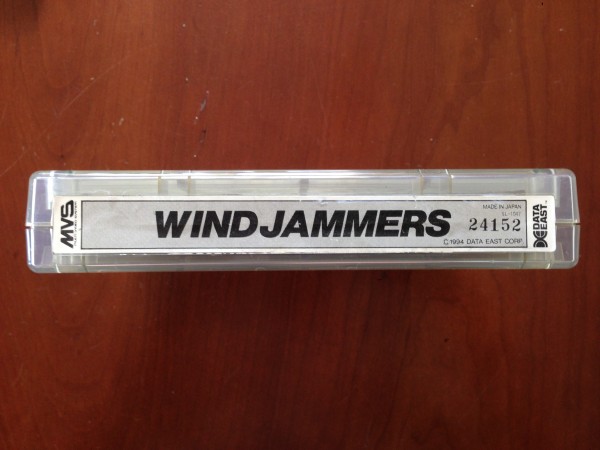 MVS
WINDJAMMERS
MADE IN JAPAN
24152
C.1994 DATA EAST CORP.
DATA
EAST